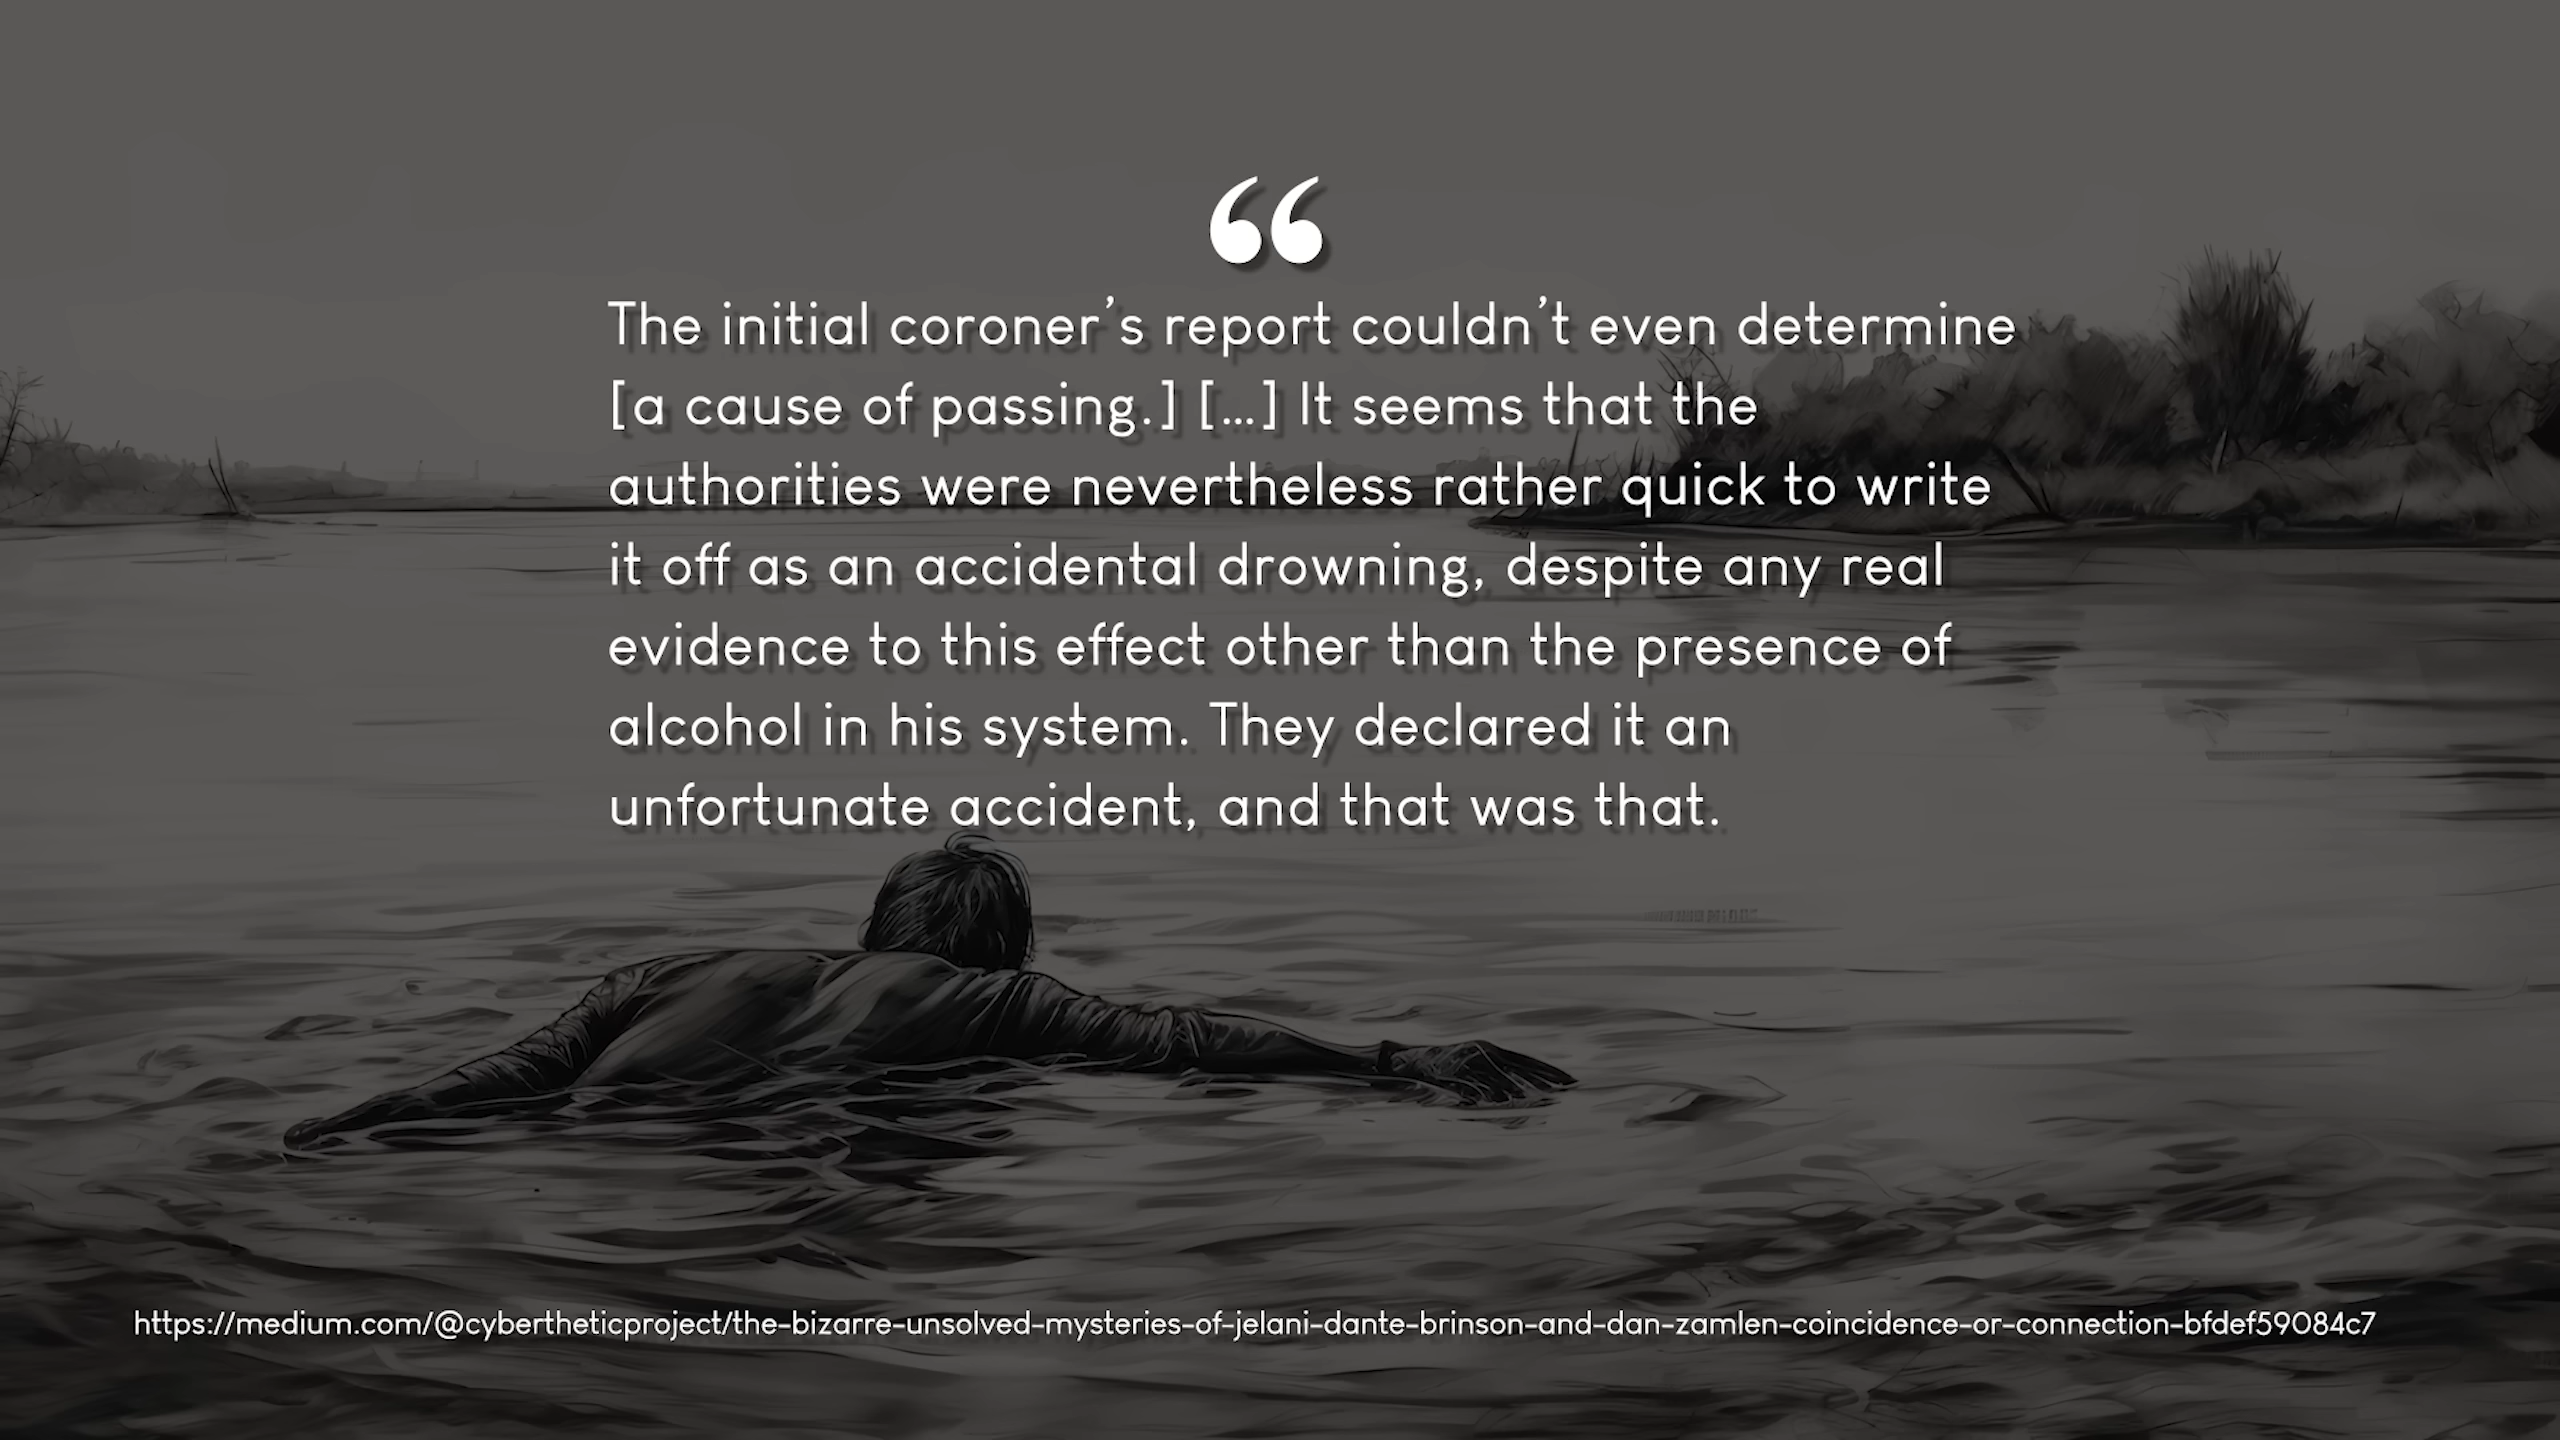 “
The initial coroner’s report couldn’t even determine
[a cause of passing.] [...] It seems that the
authorities were nevertheless rather quick to write
it off as an accidental drowning, despite any real
evidence to this effect other than the presence of
alcohol in his system. They declared it an
unfortunate accident, and that was that.
https://medium.com/@cybertheticproject/the-bizarre-unsolved-mysteries-of-jelani-dante-brinson-and-dan-zamlen-coincidence-or-connection-bfdef59084c7